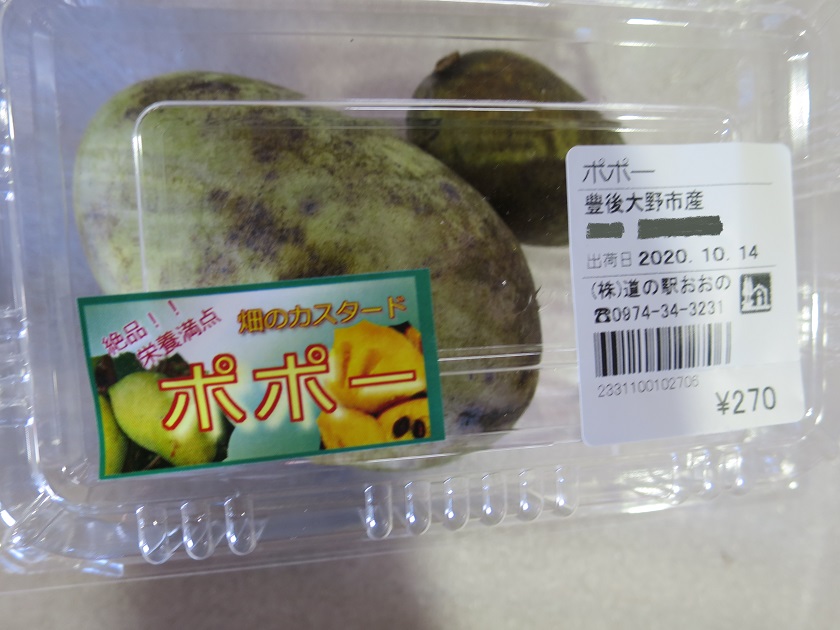 絶品！！
栄養満点
畑のカスタード
ポポー
ポポー
豊後大野市産
出荷日 2020. 10. 14
(株)道の駅おおの
☎0974-34-3231
2331100102706
¥270